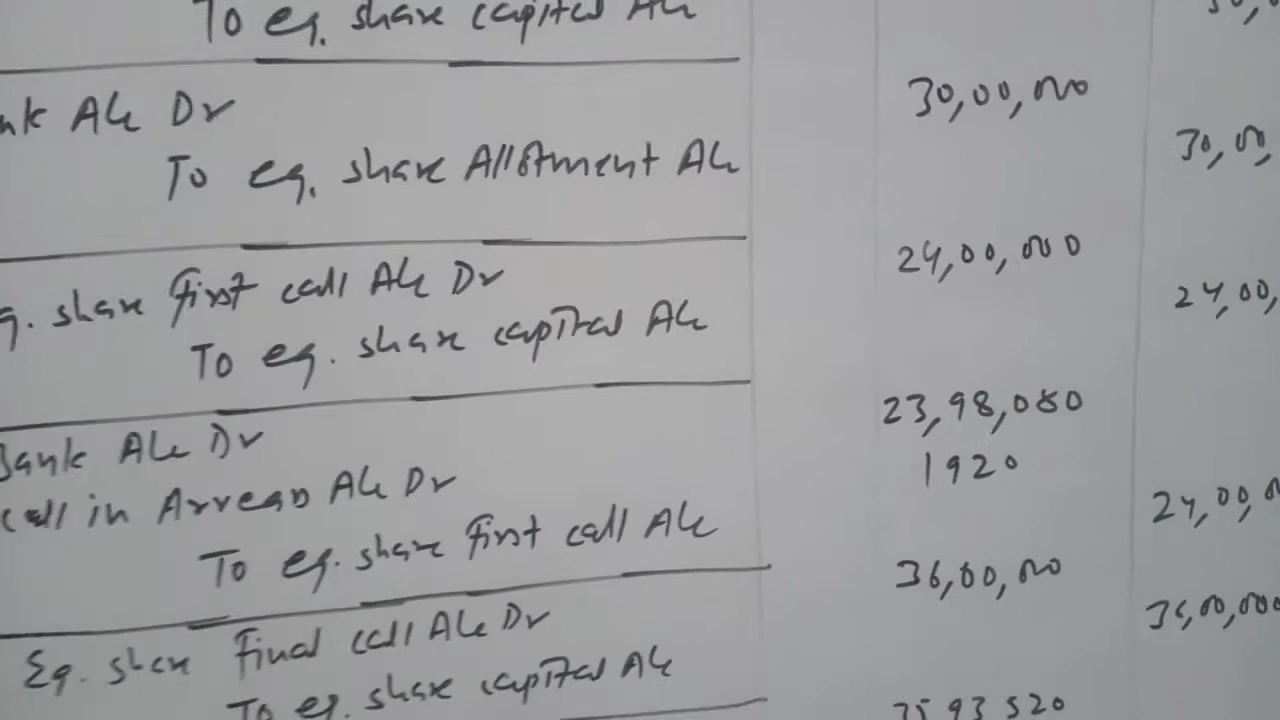 To eq. share capital A/c
nk A/c Dr 30,00,000
To eq. share Allotment A/c 30,00,
q. share first call A/c Dr 24,00,000
To eq. share capital A/c 24,00,
Bank A/c Dr 23,98,080
call in Arrears A/c Dr 1920
To eq. share first call A/c 24,00,0
Eq. share final call A/c Dr 36,00,000
To eq. share capital A/c 36,00,000
3593520